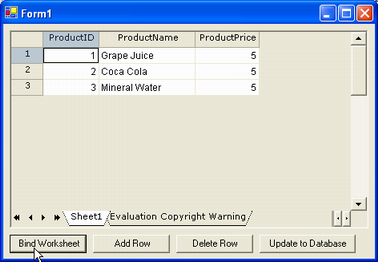 Form1
ProductID ProductName ProductPrice
1 1 Grape Juice 5
2 2 Coca Cola 5
3 3 Mineral Water 5
Sheet1 Evaluation Copyright Warning
Bind Worksheet Add Row Delete Row Update to Database